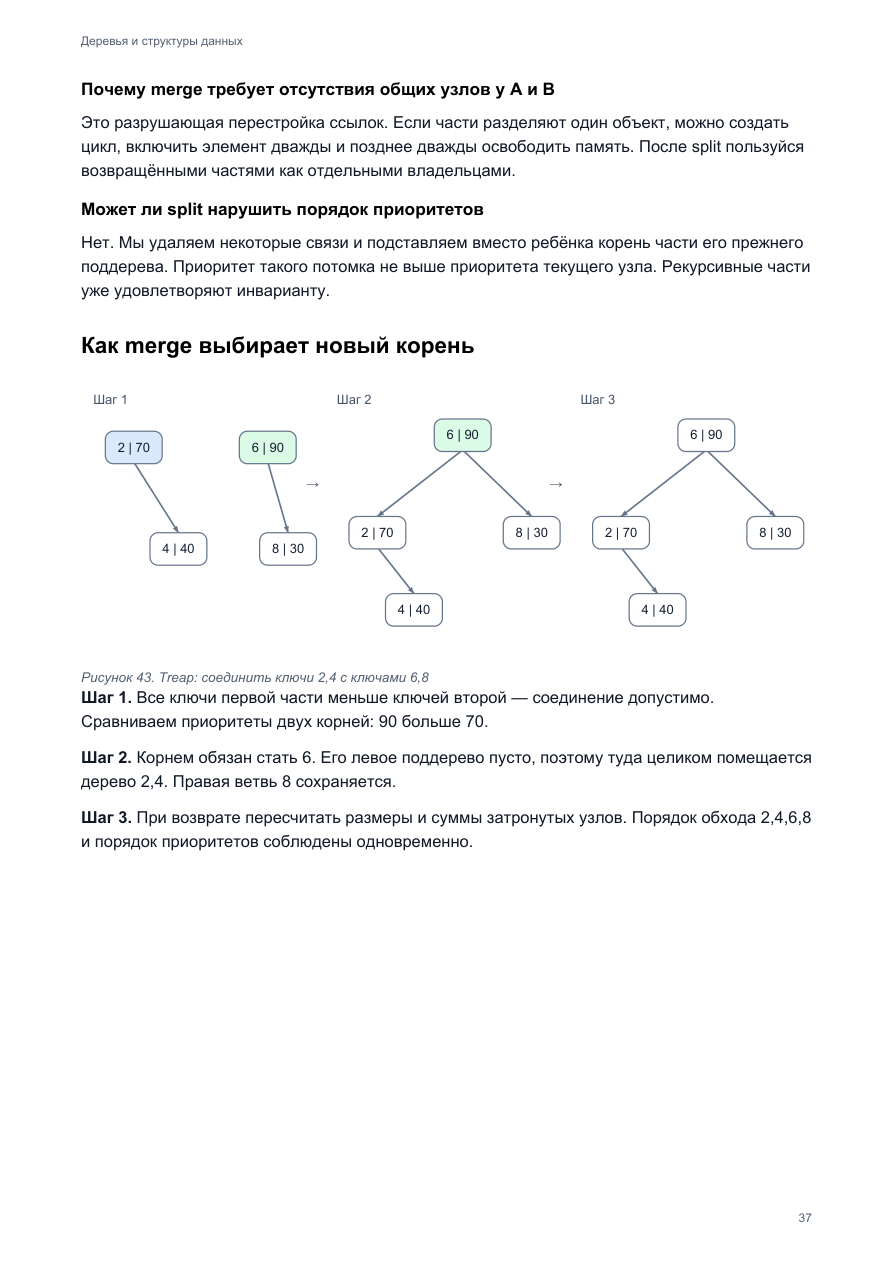 Деревья и структуры данных
Почему merge требует отсутствия общих узлов у A и B
Это разрушающая перестройка ссылок. Если части разделяют один объект, можно создать
цикл, включить элемент дважды и позднее дважды освободить память. После split пользуйся
возвращёнными частями как отдельными владельцами.
Может ли split нарушить порядок приоритетов
Нет. Мы удаляем некоторые связи и подставляем вместо ребёнка корень части его прежнего
поддерева. Приоритет такого потомка не выше приоритета текущего узла. Рекурсивные части
уже удовлетворяют инварианту.
Как merge выбирает новый корень
Шаг 1
2 | 70
6 | 90
4 | 40
8 | 30
→
Шаг 2
6 | 90
2 | 70
8 | 30
4 | 40
→
Шаг 3
6 | 90
2 | 70
8 | 30
4 | 40
Рисунок 43. Treap: соединить ключи 2,4 с ключами 6,8
Шаг 1. Все ключи первой части меньше ключей второй — соединение допустимо.
Сравниваем приоритеты двух корней: 90 больше 70.
Шаг 2. Корнем обязан стать 6. Его левое поддерево пусто, поэтому туда целиком помещается
дерево 2,4. Правая ветвь 8 сохраняется.
Шаг 3. При возврате пересчитать размеры и суммы затронутых узлов. Порядок обхода 2,4,6,8
и порядок приоритетов соблюдены одновременно.
37